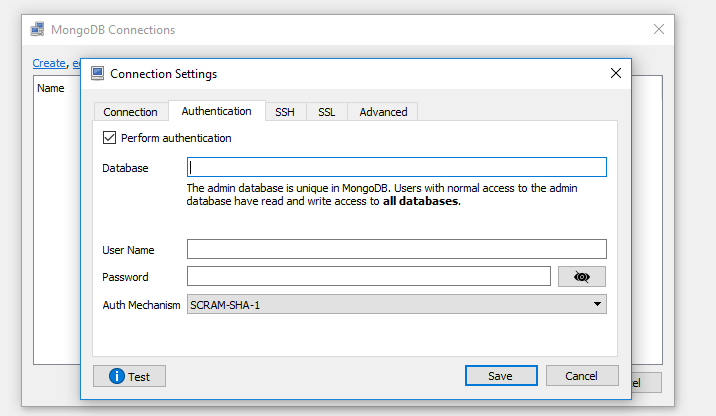 MongoDB Connections
Create, e
Name
Connection Settings
Connection Authentication SSH SSL Advanced
Perform authentication
Database
The admin database is unique in MongoDB. Users with normal access to the admin
database have read and write access to all databases.
User Name
Password
Auth Mechanism SCRAM-SHA-1
Test Save Cancel
el